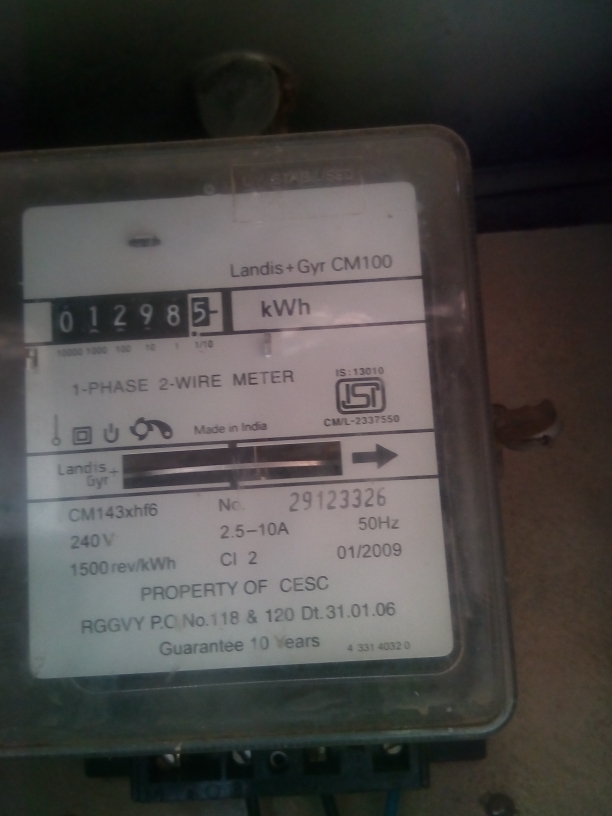 Landis+Gyr CM100
012985 kWh
10000 1000 100 10 1 1/10
1-PHASE 2-WIRE METER
IS:13010
ISI
CM/L-2337550
Made in India
Landis+
Gyr
CM143xhf6 No. 29123326
240V 2.5-10A 50Hz
1500rev/kWh Cl 2 01/2009
PROPERTY OF CESC
RGGVY P.O No.118 & 120 Dt.31.01.06
Guarantee 10 Years 4 331 4032 0